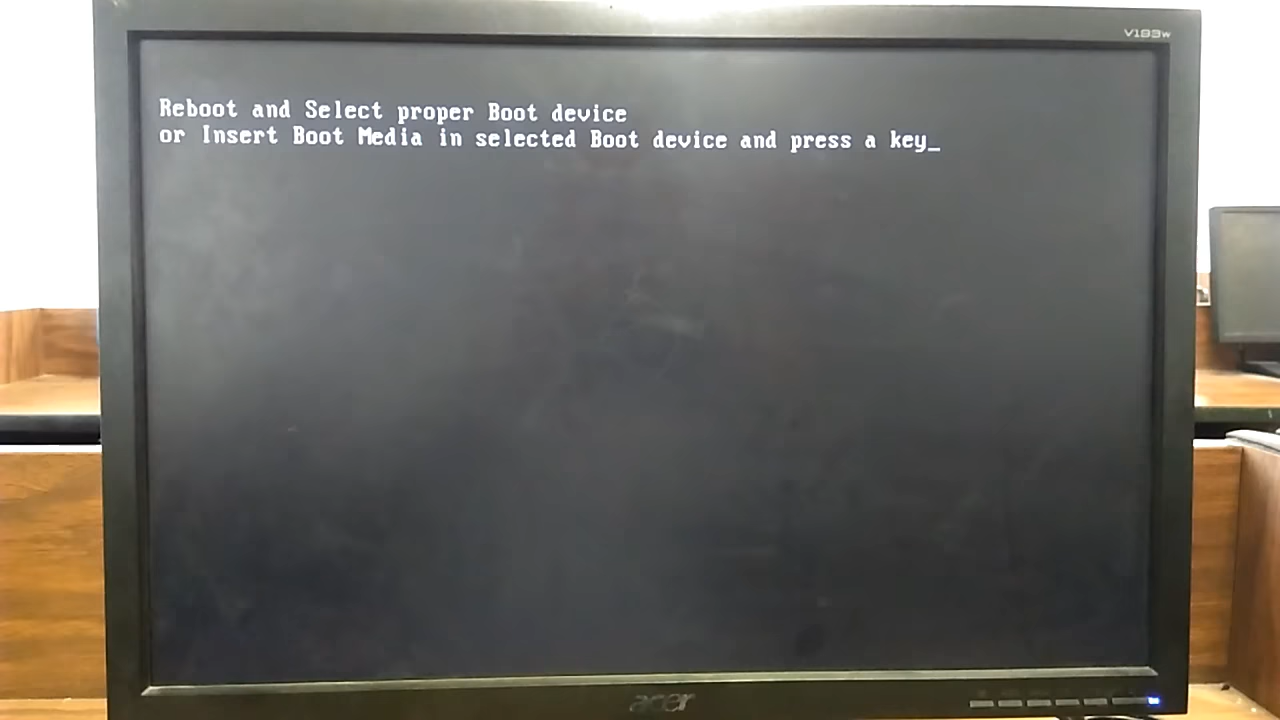 V193w
Reboot and Select proper Boot device
or Insert Boot Media in selected Boot device and press a key_
acer